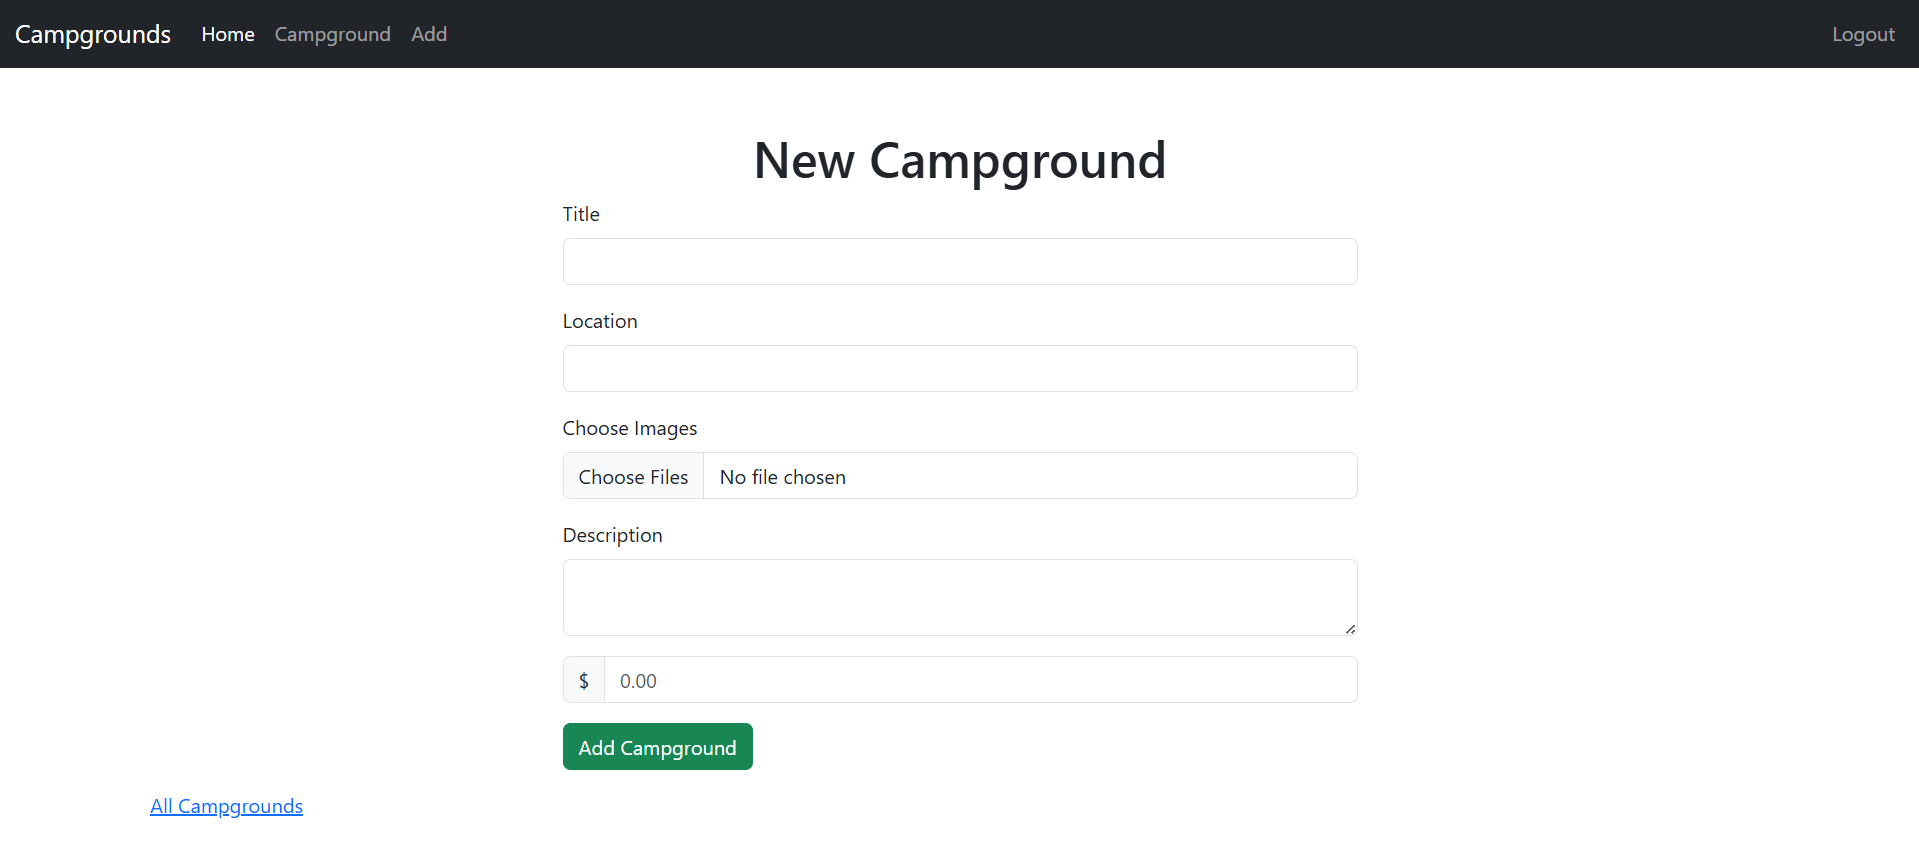 Campgrounds Home Campground Add Logout
New Campground
Title
Location
Choose Images
Choose Files No file chosen
Description
$ 0.00
Add Campground
All Campgrounds